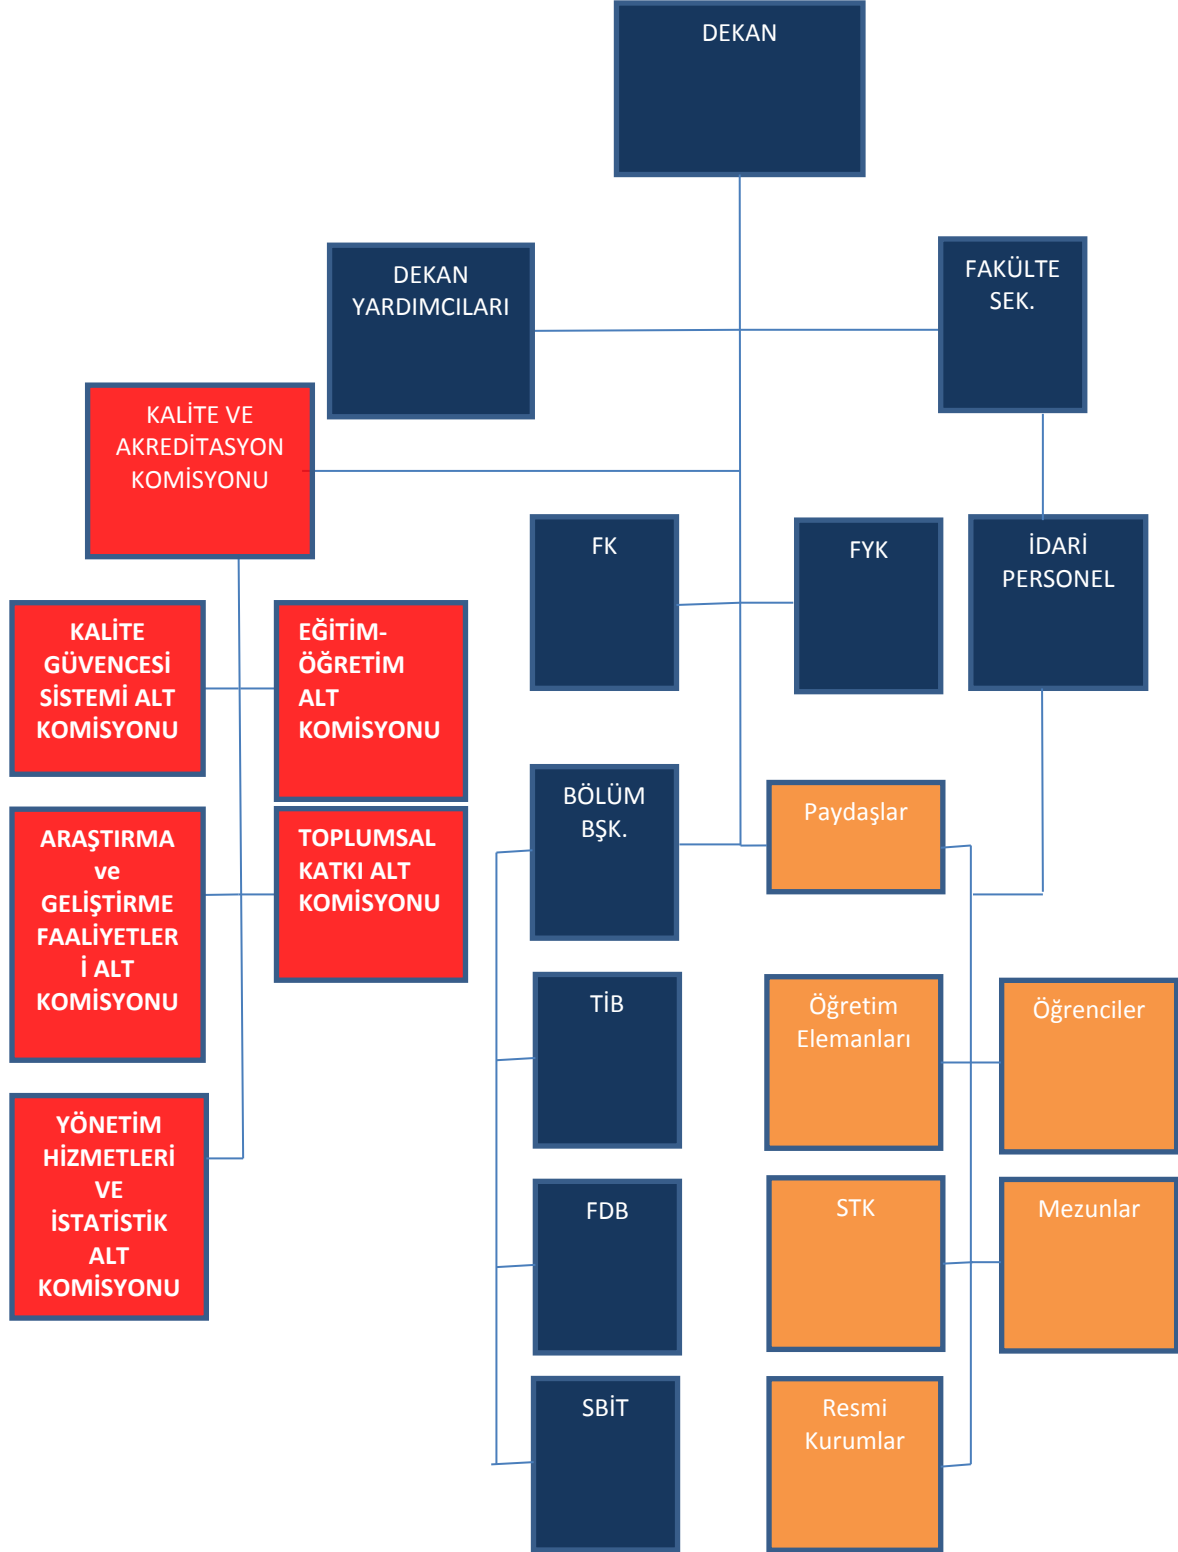 DEKAN
DEKAN
YARDIMCILARI
FAKÜLTE
SEK.
KALİTE VE
AKREDİTASYON
KOMİSYONU
FK
FYK
İDARİ
PERSONEL
KALİTE
GÜVENCESİ
SİSTEMİ ALT
KOMİSYONU
EĞİTİM-
ÖĞRETİM
ALT
KOMİSYONU
BÖLÜM
BŞK.
Paydaşlar
ARAŞTIRMA
ve
GELİŞTİRME
FAALİYETLER
İ ALT
KOMİSYONU
TOPLUMSAL
KATKI ALT
KOMİSYONU
TİB
Öğretim
Elemanları
Öğrenciler
YÖNETİM
HİZMETLERİ
VE
İSTATİSTİK
ALT
KOMİSYONU
FDB
STK
Mezunlar
SBİT
Resmi
Kurumlar